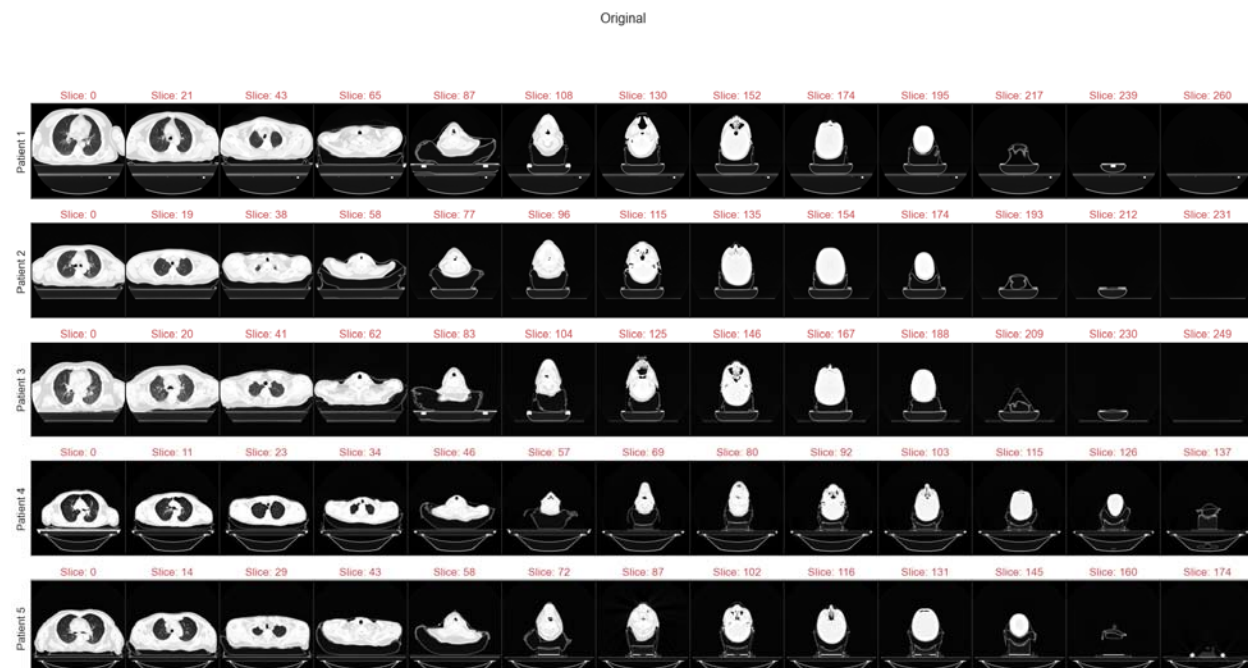 Original
Slice: 0 Slice: 21 Slice: 43 Slice: 65 Slice: 87 Slice: 108 Slice: 130 Slice: 152 Slice: 174 Slice: 195 Slice: 217 Slice: 239 Slice: 260
Patient 1
Slice: 0 Slice: 19 Slice: 38 Slice: 58 Slice: 77 Slice: 96 Slice: 115 Slice: 135 Slice: 154 Slice: 174 Slice: 193 Slice: 212 Slice: 231
Patient 2
Slice: 0 Slice: 20 Slice: 41 Slice: 62 Slice: 83 Slice: 104 Slice: 125 Slice: 146 Slice: 167 Slice: 188 Slice: 209 Slice: 230 Slice: 249
Patient 3
Slice: 0 Slice: 11 Slice: 23 Slice: 34 Slice: 46 Slice: 57 Slice: 69 Slice: 80 Slice: 92 Slice: 103 Slice: 115 Slice: 126 Slice: 137
Patient 4
Slice: 0 Slice: 14 Slice: 29 Slice: 43 Slice: 58 Slice: 72 Slice: 87 Slice: 102 Slice: 116 Slice: 131 Slice: 145 Slice: 160 Slice: 174
Patient 5